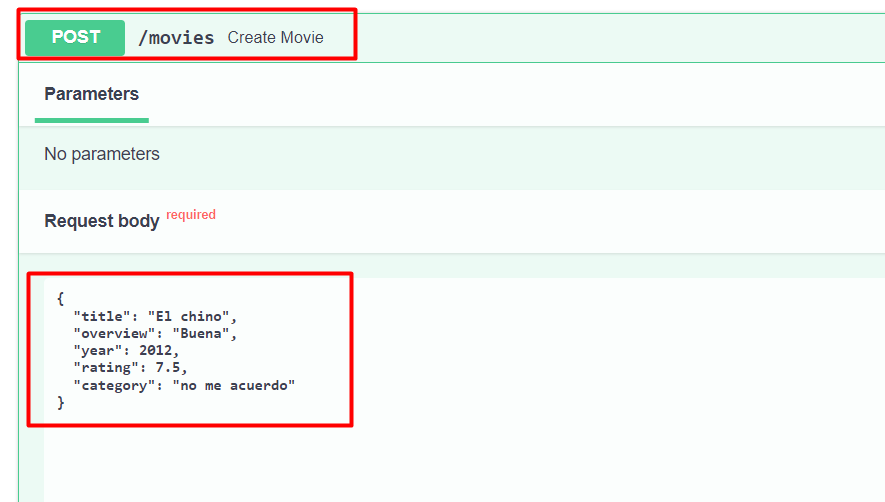 POST /movies Create Movie
Parameters
No parameters
Request body required
{
  "title": "El chino",
  "overview": "Buena",
  "year": 2012,
  "rating": 7.5,
  "category": "no me acuerdo"
}